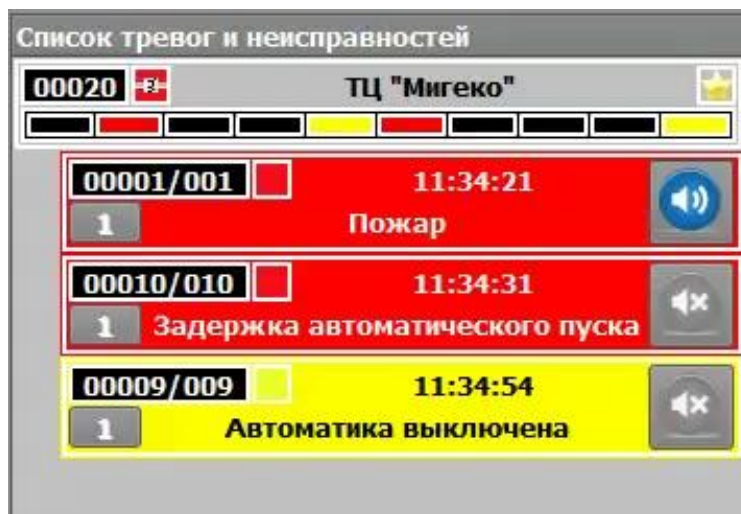 Список тревог и неисправностей
00020 ТЦ "Мигеко"
00001/001 11:34:21
1 Пожар
00010/010 11:34:31
1 Задержка автоматического пуска
00009/009 11:34:54
1 Автоматика выключена